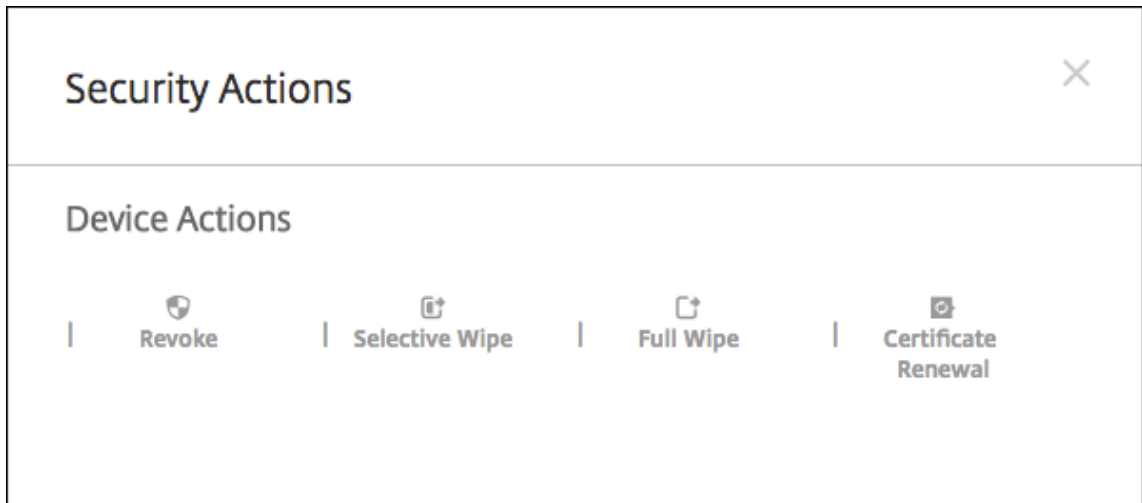 Security Actions
Device Actions
| Revoke | Selective Wipe | Full Wipe | Certificate
Renewal